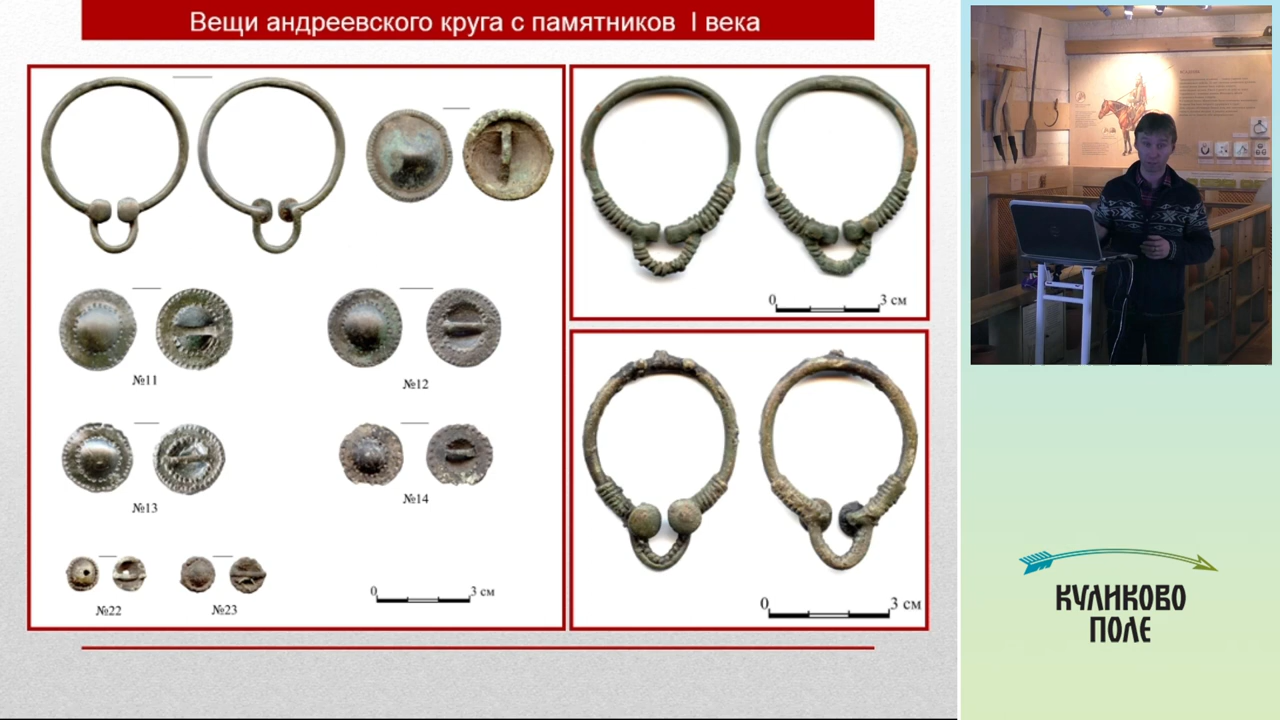 Вещи андреевского круга с памятников I века
№11
№12
№13
№14
№22
№23
0 3 см
0 3 см
0 3 см
КУЛИКОВО
ПОЛЕ